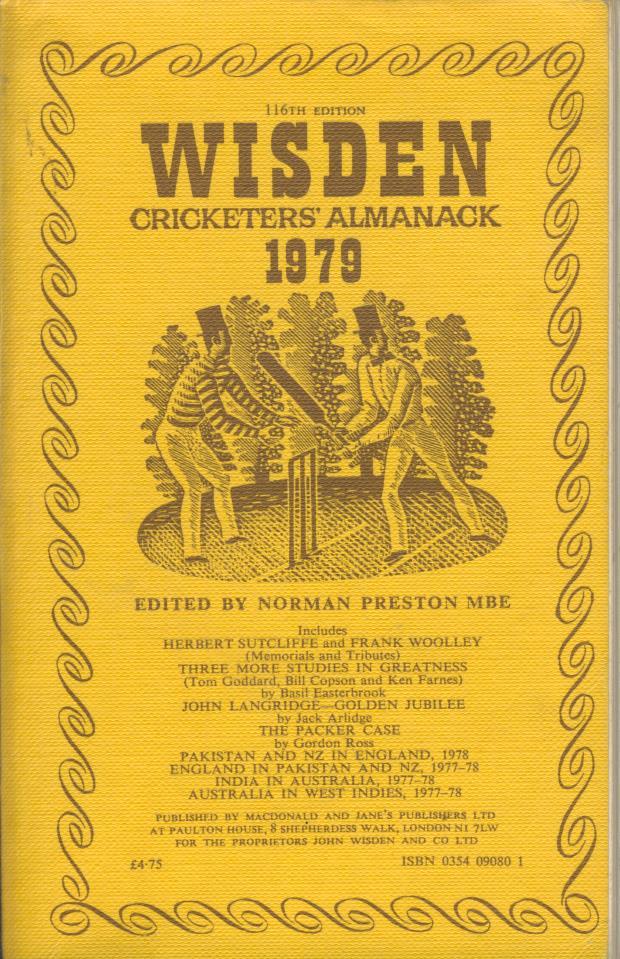 116TH EDITION
WISDEN
CRICKETERS' ALMANACK
1979
EDITED BY NORMAN PRESTON MBE
Includes
HERBERT SUTCLIFFE and FRANK WOOLLEY
(Memorials and Tributes)
THREE MORE STUDIES IN GREATNESS
(Tom Goddard, Bill Copson and Ken Farnes)
by Basil Easterbrook
JOHN LANGRIDGE—GOLDEN JUBILEE
by Jack Arlidge
THE PACKER CASE
by Gordon Ross
PAKISTAN AND NZ IN ENGLAND, 1978
ENGLAND IN PAKISTAN AND NZ, 1977-78
INDIA IN AUSTRALIA, 1977-78
AUSTRALIA IN WEST INDIES, 1977-78
PUBLISHED BY MACDONALD AND JANE'S PUBLISHERS LTD
AT PAULTON HOUSE, 8 SHEPHERDESS WALK, LONDON N1 7LW
FOR THE PROPRIETORS JOHN WISDEN AND CO LTD
£4·75 ISBN 0354 09080 1